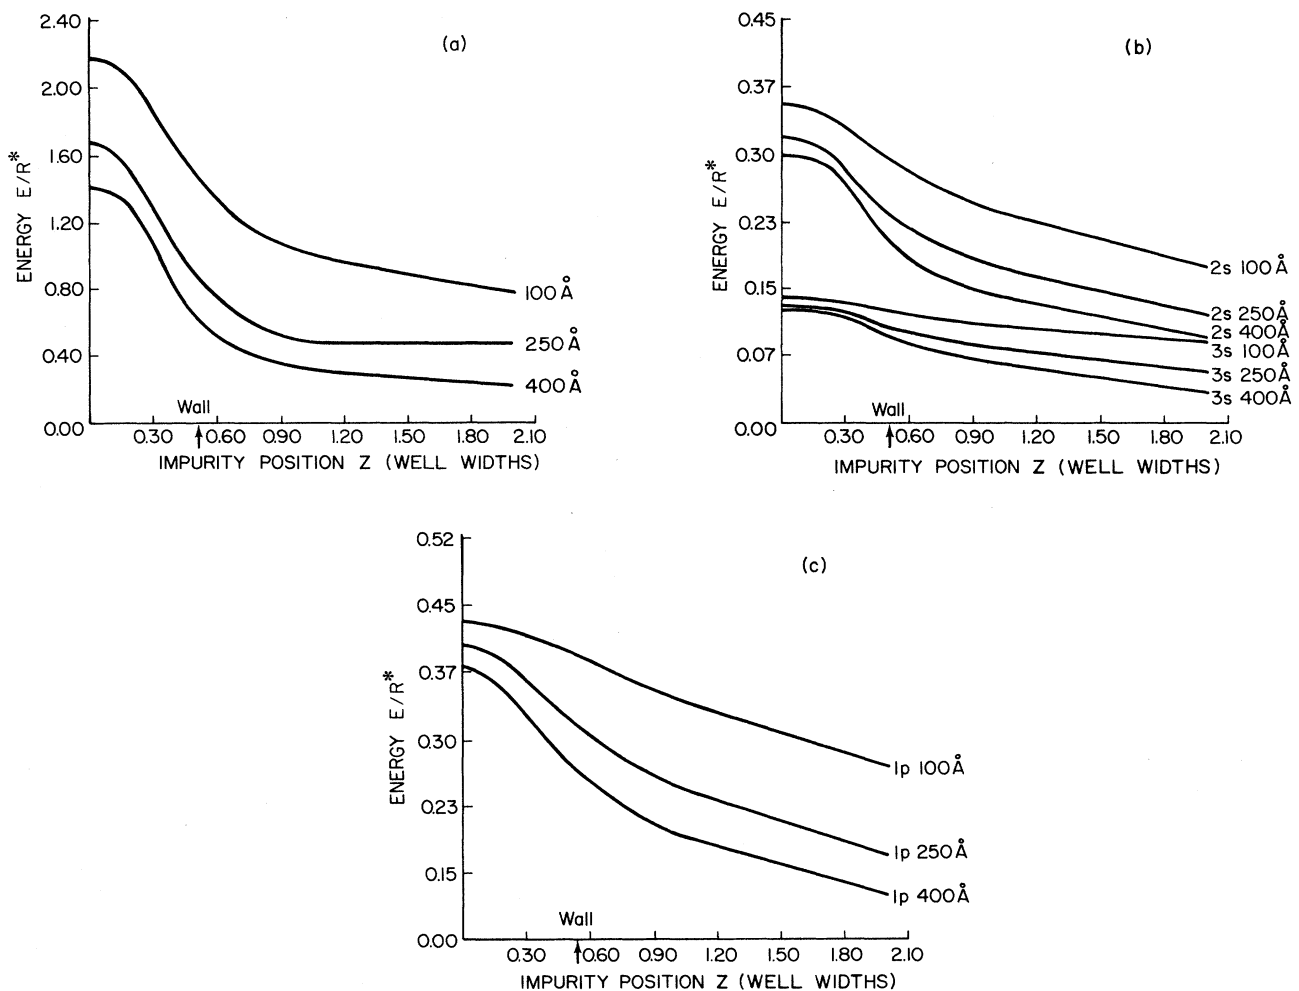 (a)
2.40
2.00
1.60
1.20
0.80
0.40
0.00
ENERGY E/R*
100 Å
250 Å
400 Å
Wall
0.30 0.60 0.90 1.20 1.50 1.80 2.10
IMPURITY POSITION Z (WELL WIDTHS)
(b)
0.45
0.37
0.30
0.23
0.15
0.07
0.00
ENERGY E/R*
2s 100 Å
2s 250 Å
2s 400 Å
3s 100 Å
3s 250 Å
3s 400 Å
Wall
0.30 0.60 0.90 1.20 1.50 1.80 2.10
IMPURITY POSITION Z (WELL WIDTHS)
(c)
0.52
0.45
0.37
0.30
0.23
0.15
0.00
ENERGY E/R*
1p 100 Å
1p 250 Å
1p 400 Å
Wall
0.30 0.60 0.90 1.20 1.50 1.80 2.10
IMPURITY POSITION Z (WELL WIDTHS)